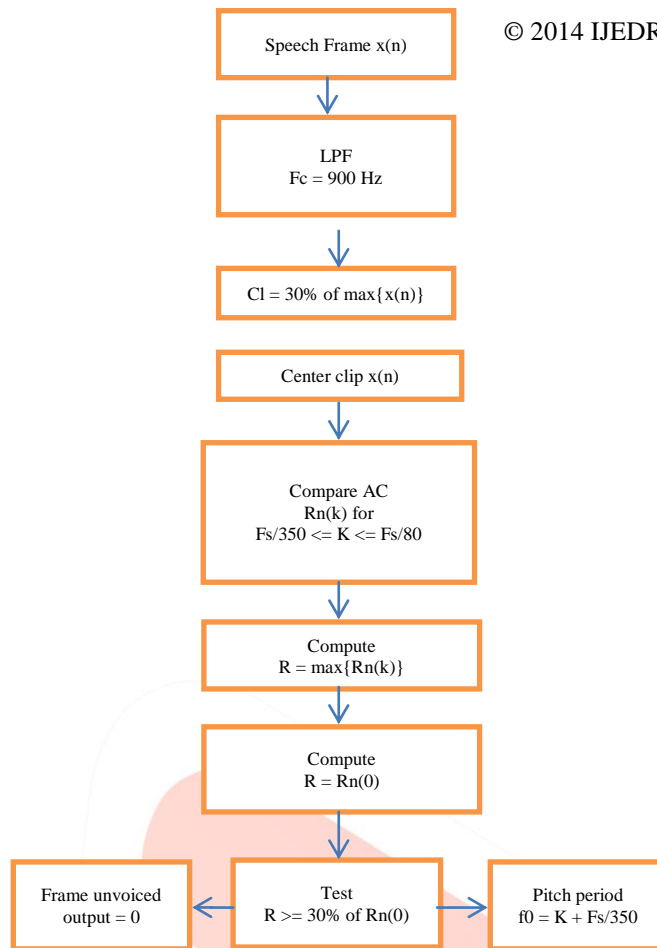 © 2014 IJEDR
Speech Frame x(n)
LPF
Fc = 900 Hz
Cl = 30% of max{x(n)}
Center clip x(n)
Compare AC
Rn(k) for
Fs/350 <= K <= Fs/80
Compute
R = max{Rn(k)}
Compute
R = Rn(0)
Frame unvoiced
output = 0
Test
R >= 30% of Rn(0)
Pitch period
f0 = K + Fs/350